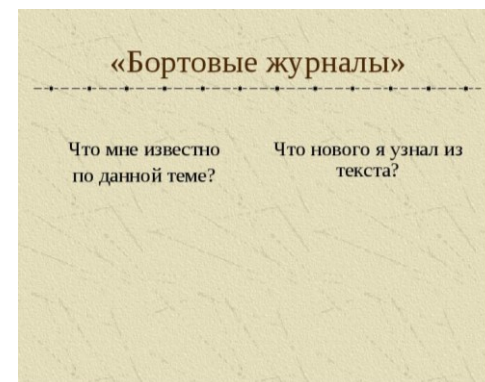 «Бортовые журналы»
Что мне известно
по данной теме?
Что нового я узнал из
текста?